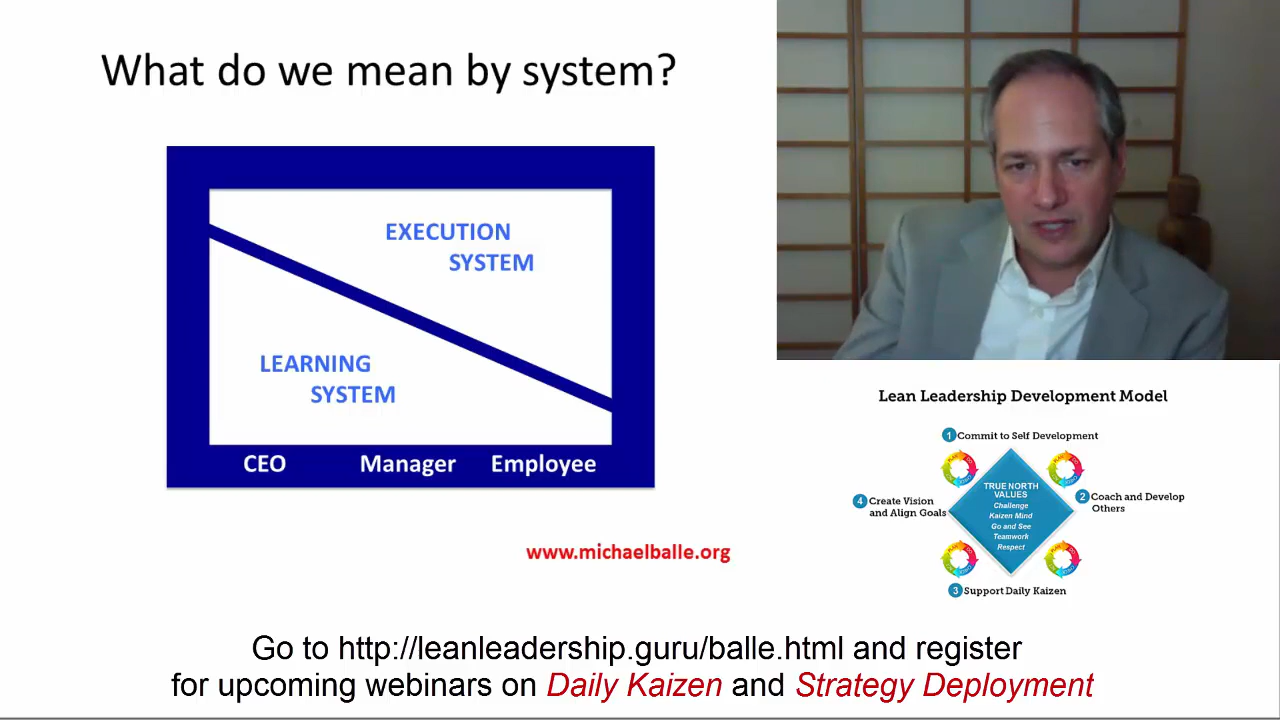 What do we mean by system?
EXECUTION
SYSTEM
LEARNING
SYSTEM
CEO Manager Employee
www.michaelballe.org
Lean Leadership Development Model
1 Commit to Self Development
TRUE NORTH
VALUES
Challenge
Kaizen Mind
Go and See
Teamwork
Respect
2 Coach and Develop
Others
4 Create Vision
and Align Goals
3 Support Daily Kaizen
Go to http://leanleadership.guru/balle.html and register
for upcoming webinars on Daily Kaizen and Strategy Deployment